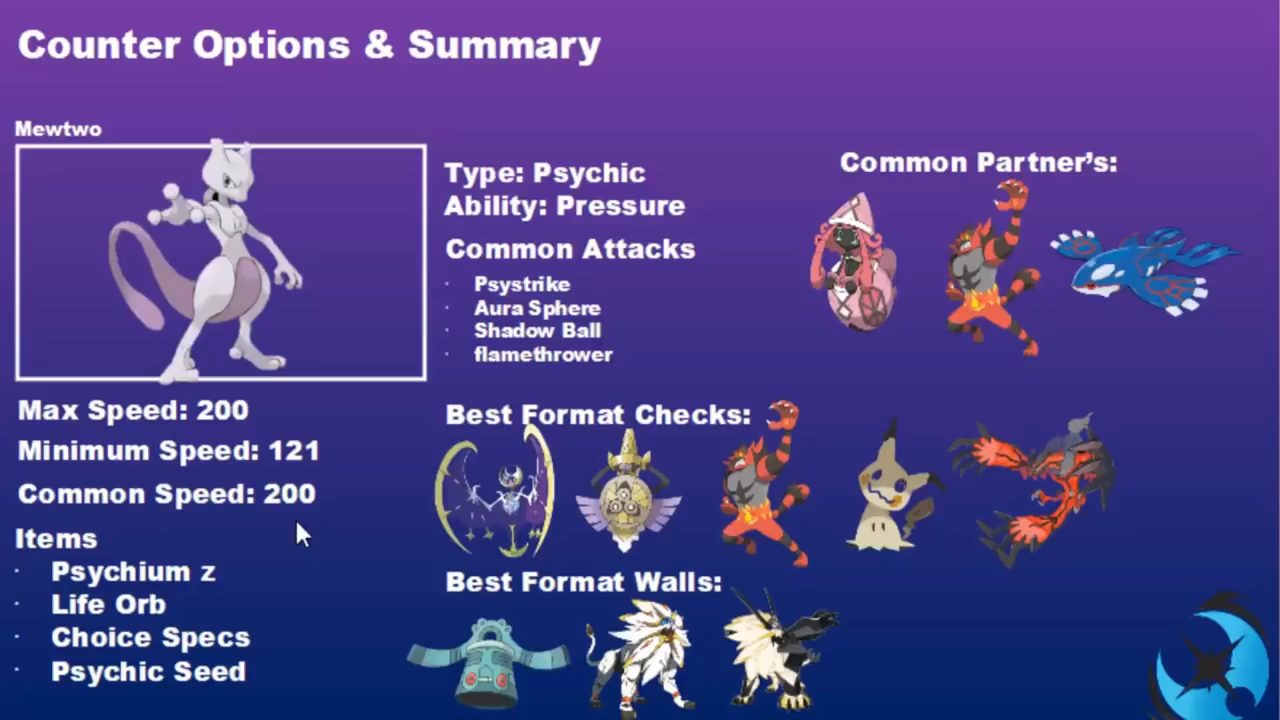 Counter Options & Summary
Mewtwo
Type: Psychic
Ability: Pressure
Common Attacks
· Psystrike
· Aura Sphere
· Shadow Ball
· flamethrower
Common Partner's:
Max Speed: 200
Minimum Speed: 121
Common Speed: 200
Items
· Psychium z
· Life Orb
· Choice Specs
· Psychic Seed
Best Format Checks:
Best Format Walls: